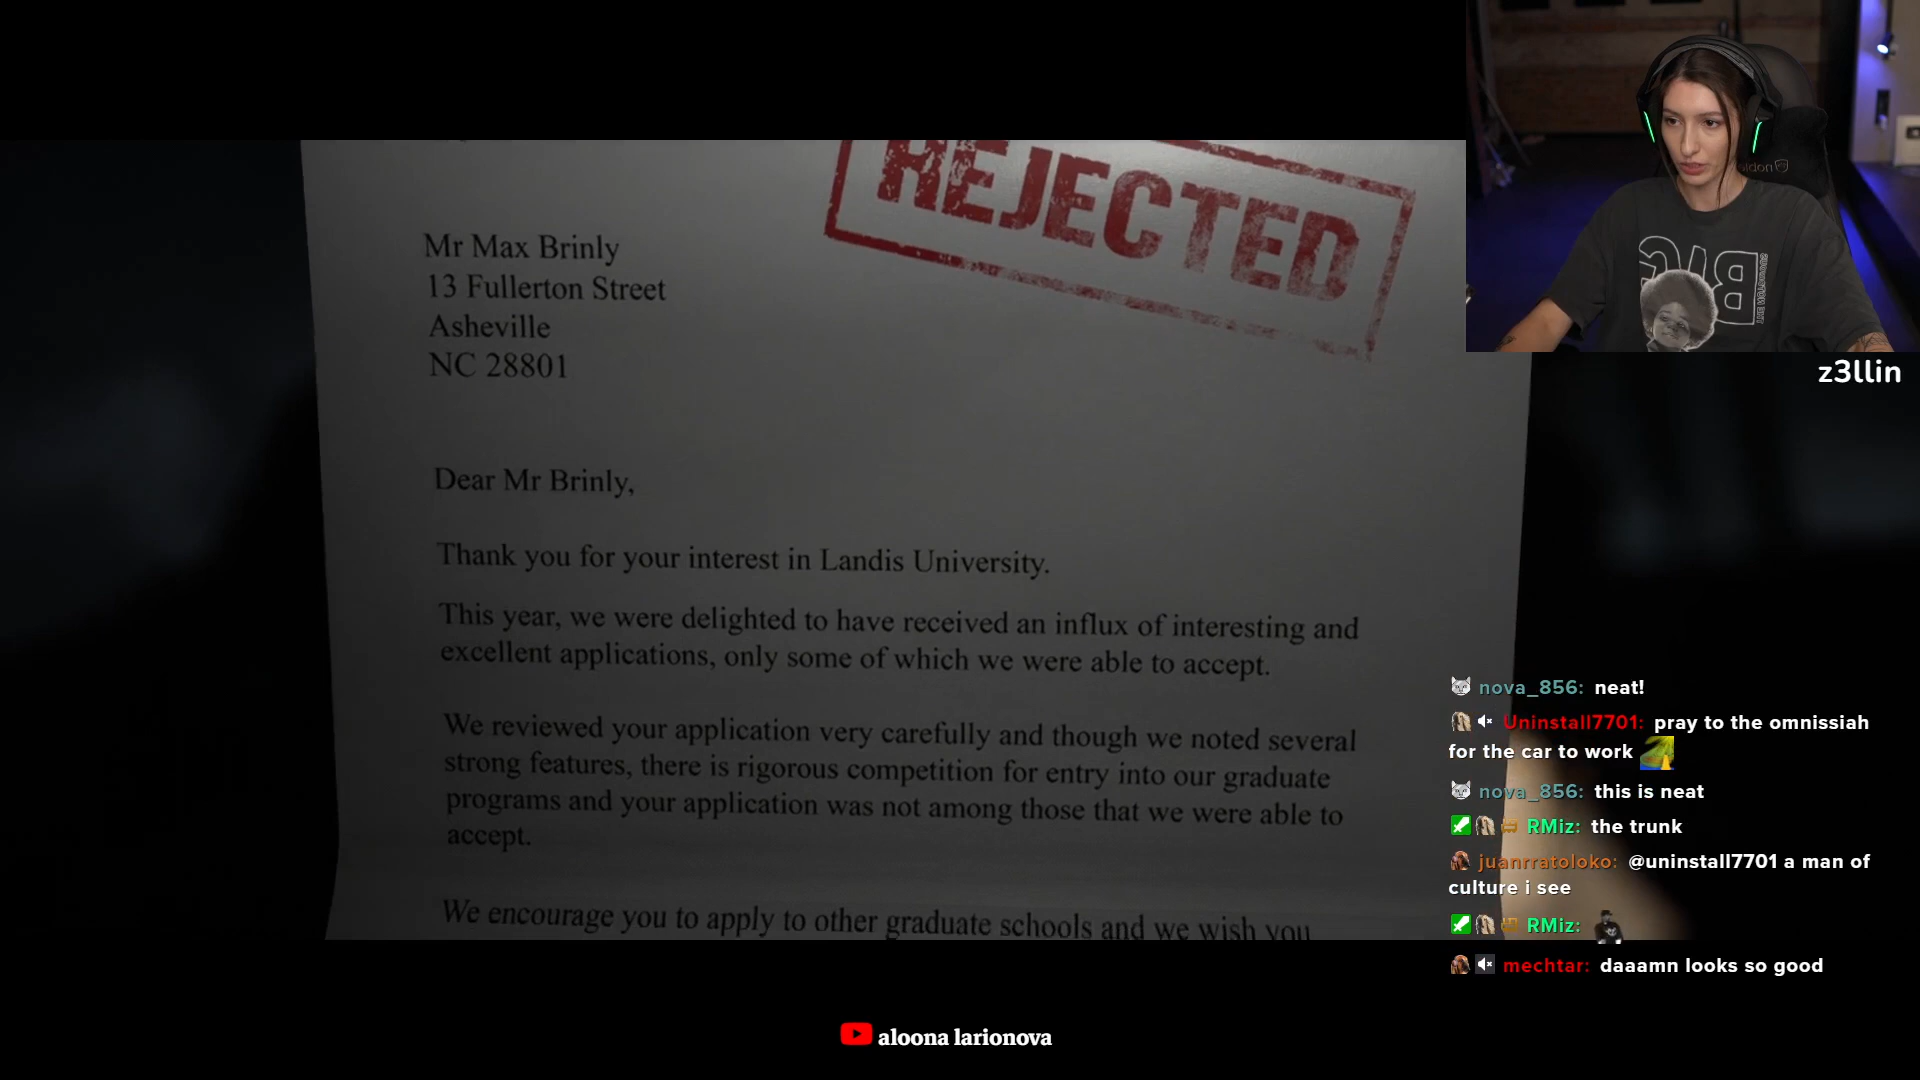 REJECTED
Mr Max Brinly
13 Fullerton Street
Asheville
NC 28801
Dear Mr Brinly,
Thank you for your interest in Landis University.
This year, we were delighted to have received an influx of interesting and
excellent applications, only some of which we were able to accept.
We reviewed your application very carefully and though we noted several
strong features, there is rigorous competition for entry into our graduate
programs and your application was not among those that we were able to
accept.
We encourage you to apply to other graduate schools and we wish you
BIG
z3llin
nova_856: neat!
Uninstall7701: pray to the omnissiah
for the car to work
nova_856: this is neat
RMiz: the trunk
juanrratoloko: @uninstall7701 a man of
culture i see
RMiz:
mechtar: daaamn looks so good
aloona larionova